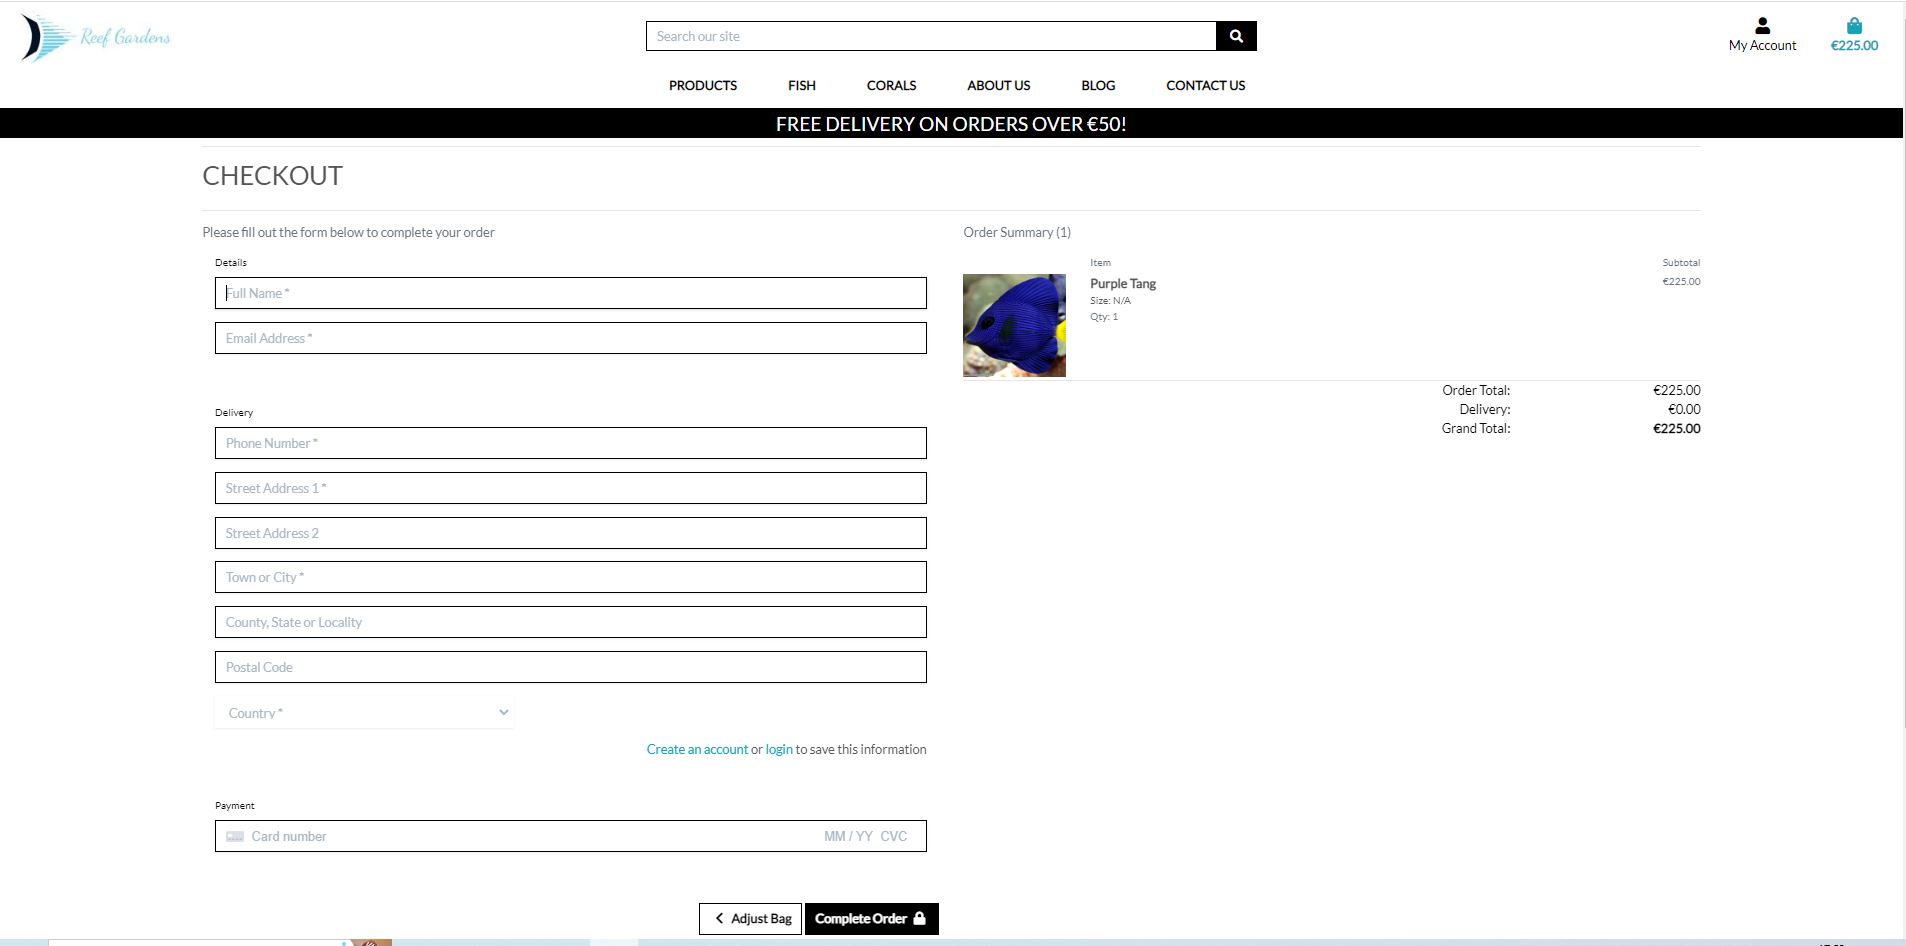 Reef Gardens
Search our site
My Account
€225.00
PRODUCTS
FISH
CORALS
ABOUT US
BLOG
CONTACT US
FREE DELIVERY ON ORDERS OVER €50!
CHECKOUT
Please fill out the form below to complete your order
Details
Full Name *
Email Address *
Delivery
Phone Number *
Street Address 1 *
Street Address 2
Town or City *
County, State or Locality
Postal Code
Country *
Create an account or login to save this information
Payment
Card number MM / YY CVC
Adjust Bag
Complete Order
Order Summary (1)
Item Subtotal
Purple Tang €225.00
Size: N/A
Qty: 1
Order Total: €225.00
Delivery: €0.00
Grand Total: €225.00